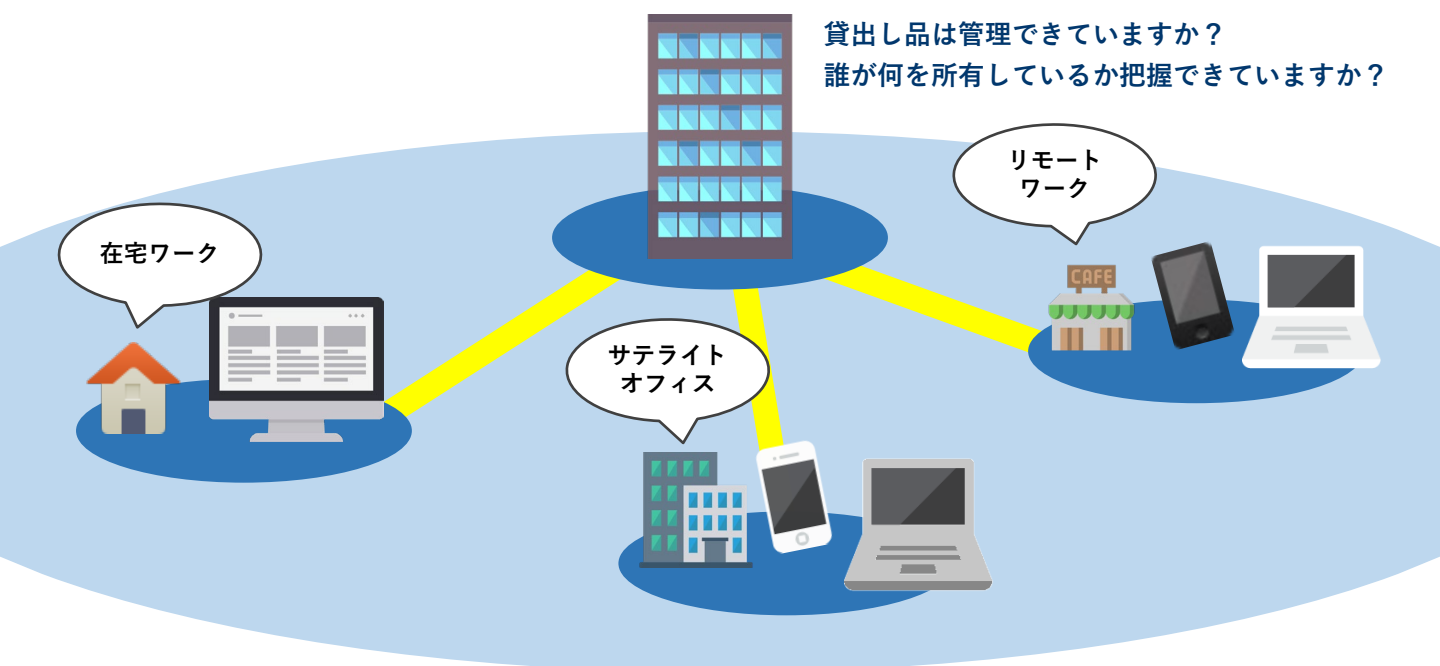 貸出し品は管理できていますか？
誰が何を所有しているか把握できていますか？
リモート
ワーク
在宅ワーク
CAFE
サテライト
オフィス